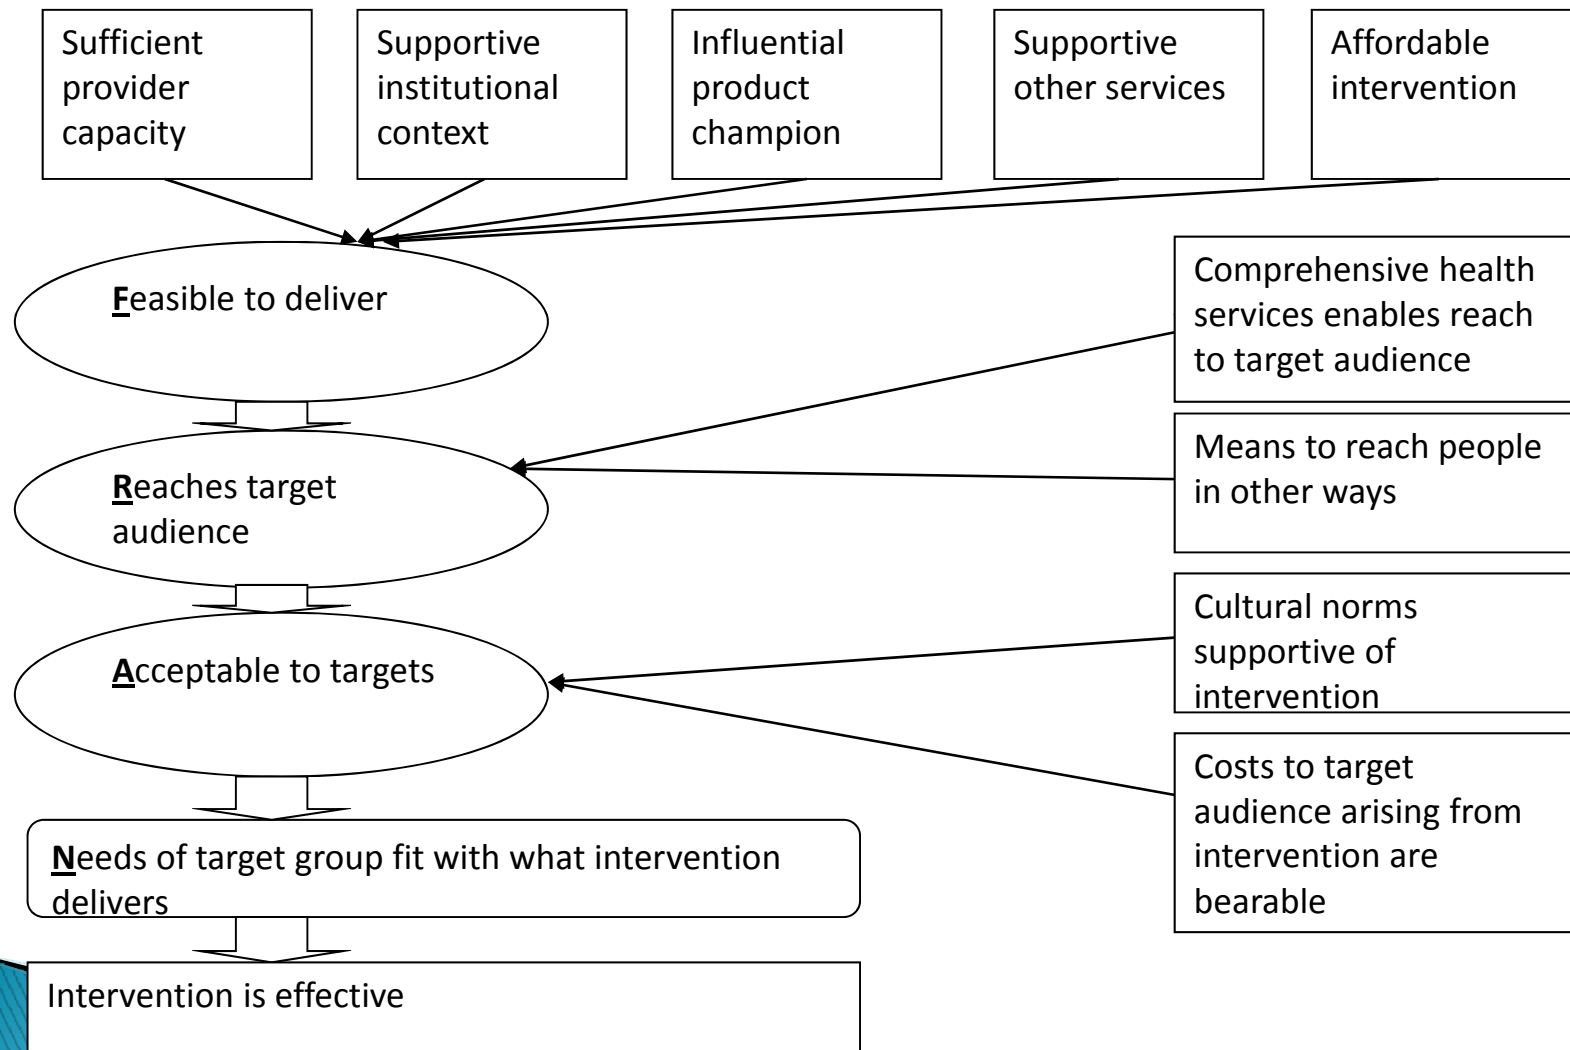 Sufficient
provider
capacity
Supportive
institutional
context
Influential
product
champion
Supportive
other services
Affordable
intervention
Feasible to deliver
Comprehensive health
services enables reach
to target audience
Means to reach people
in other ways
Reaches target
audience
Cultural norms
supportive of
intervention
Acceptable to targets
Costs to target
audience arising from
intervention are
bearable
Needs of target group fit with what intervention
delivers
Intervention is effective